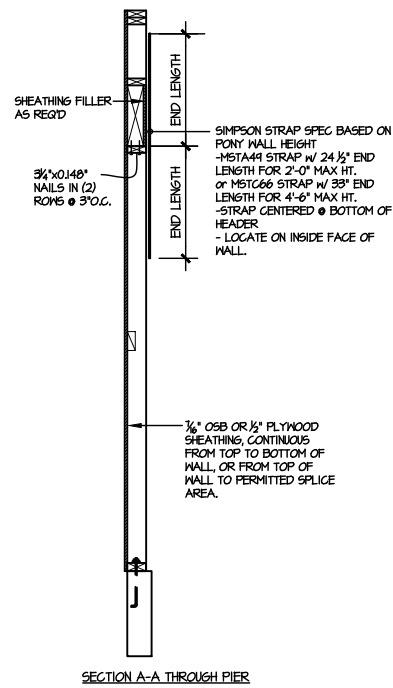 END LENGTH
SHEATHING FILLER
AS REQ'D
SIMPSON STRAP SPEC BASED ON
PONY WALL HEIGHT
-MSTA49 STRAP W/ 24 1/2" END
LENGTH FOR 2'-0" MAX HT.
or MSTC66 STRAP W/ 33" END
LENGTH FOR 4'-6" MAX HT.
-STRAP CENTERED @ BOTTOM OF
HEADER
- LOCATE ON INSIDE FACE OF
WALL.
3 1/4"x0.148"
NAILS IN (2)
ROWS @ 3"O.C.
END LENGTH
7/16" OSB OR 1/2" PLYWOOD
SHEATHING, CONTINUOUS
FROM TOP TO BOTTOM OF
WALL, OR FROM TOP OF
WALL TO PERMITTED SPLICE
AREA.
SECTION A-A THROUGH PIER